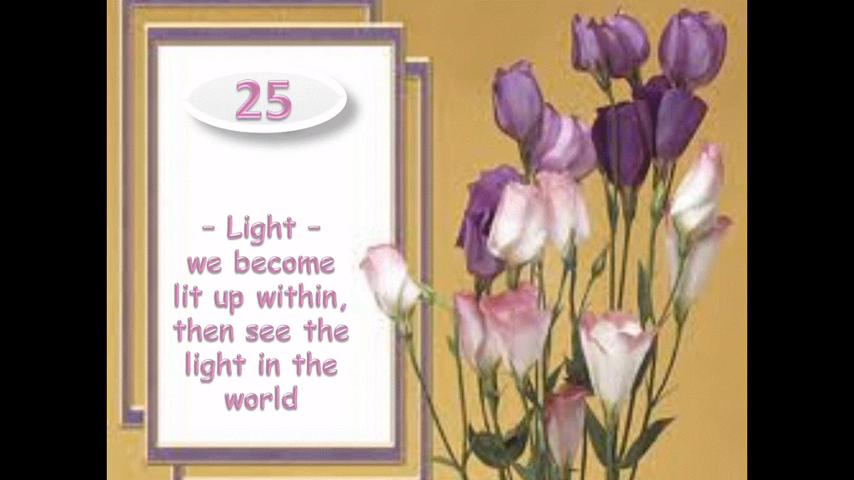 25
- Light -
we become
lit up within,
then see the
light in the
world